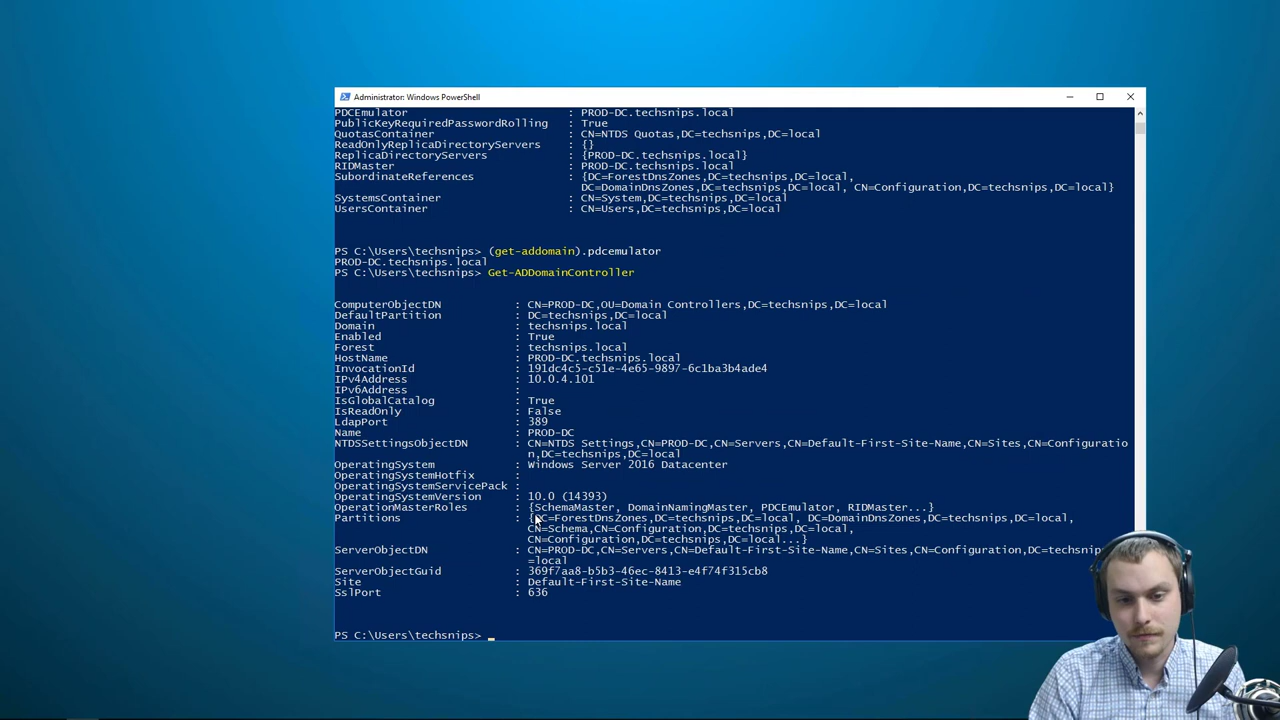 Administrator: Windows PowerShell
PDCEmulator : PROD-DC.techsnips.local
PublicKeyRequiredPasswordRolling : True
QuotasContainer : CN=NTDS Quotas,DC=techsnips,DC=local
ReadOnlyReplicaDirectoryServers : {}
ReplicaDirectoryServers : {PROD-DC.techsnips.local}
RIDMaster : PROD-DC.techsnips.local
SubordinateReferences : {DC=ForestDnsZones,DC=techsnips,DC=local,
DC=DomainDnsZones,DC=techsnips,DC=local, CN=Configuration,DC=techsnips,DC=local}
SystemsContainer : CN=System,DC=techsnips,DC=local
UsersContainer : CN=Users,DC=techsnips,DC=local
PS C:\Users\techsnips> (get-addomain).pdcemulator
PROD-DC.techsnips.local
PS C:\Users\techsnips> Get-ADDomainController
ComputerObjectDN : CN=PROD-DC,OU=Domain Controllers,DC=techsnips,DC=local
DefaultPartition : DC=techsnips,DC=local
Domain : techsnips.local
Enabled : True
Forest : techsnips.local
HostName : PROD-DC.techsnips.local
InvocationId : 191dc4c5-c51e-4e65-9897-6c1ba3b4ade4
IPv4Address : 10.0.4.101
IPv6Address :
IsGlobalCatalog : True
IsReadOnly : False
LdapPort : 389
Name : PROD-DC
NTDSSettingsObjectDN : CN=NTDS Settings,CN=PROD-DC,CN=Servers,CN=Default-First-Site-Name,CN=Sites,CN=Configuratio
n,DC=techsnips,DC=local
OperatingSystem : Windows Server 2016 Datacenter
OperatingSystemHotfix :
OperatingSystemServicePack :
OperatingSystemVersion : 10.0 (14393)
OperationMasterRoles : {SchemaMaster, DomainNamingMaster, PDCEmulator, RIDMaster...}
Partitions : {DC=ForestDnsZones,DC=techsnips,DC=local, DC=DomainDnsZones,DC=techsnips,DC=local,
CN=Schema,CN=Configuration,DC=techsnips,DC=local,
CN=Configuration,DC=techsnips,DC=local...}
ServerObjectDN : CN=PROD-DC,CN=Servers,CN=Default-First-Site-Name,CN=Sites,CN=Configuration,DC=techsnips
=local
ServerObjectGuid : 369f7aa8-b5b3-46ec-8413-e4f74f315cb8
Site : Default-First-Site-Name
SslPort : 636
PS C:\Users\techsnips>